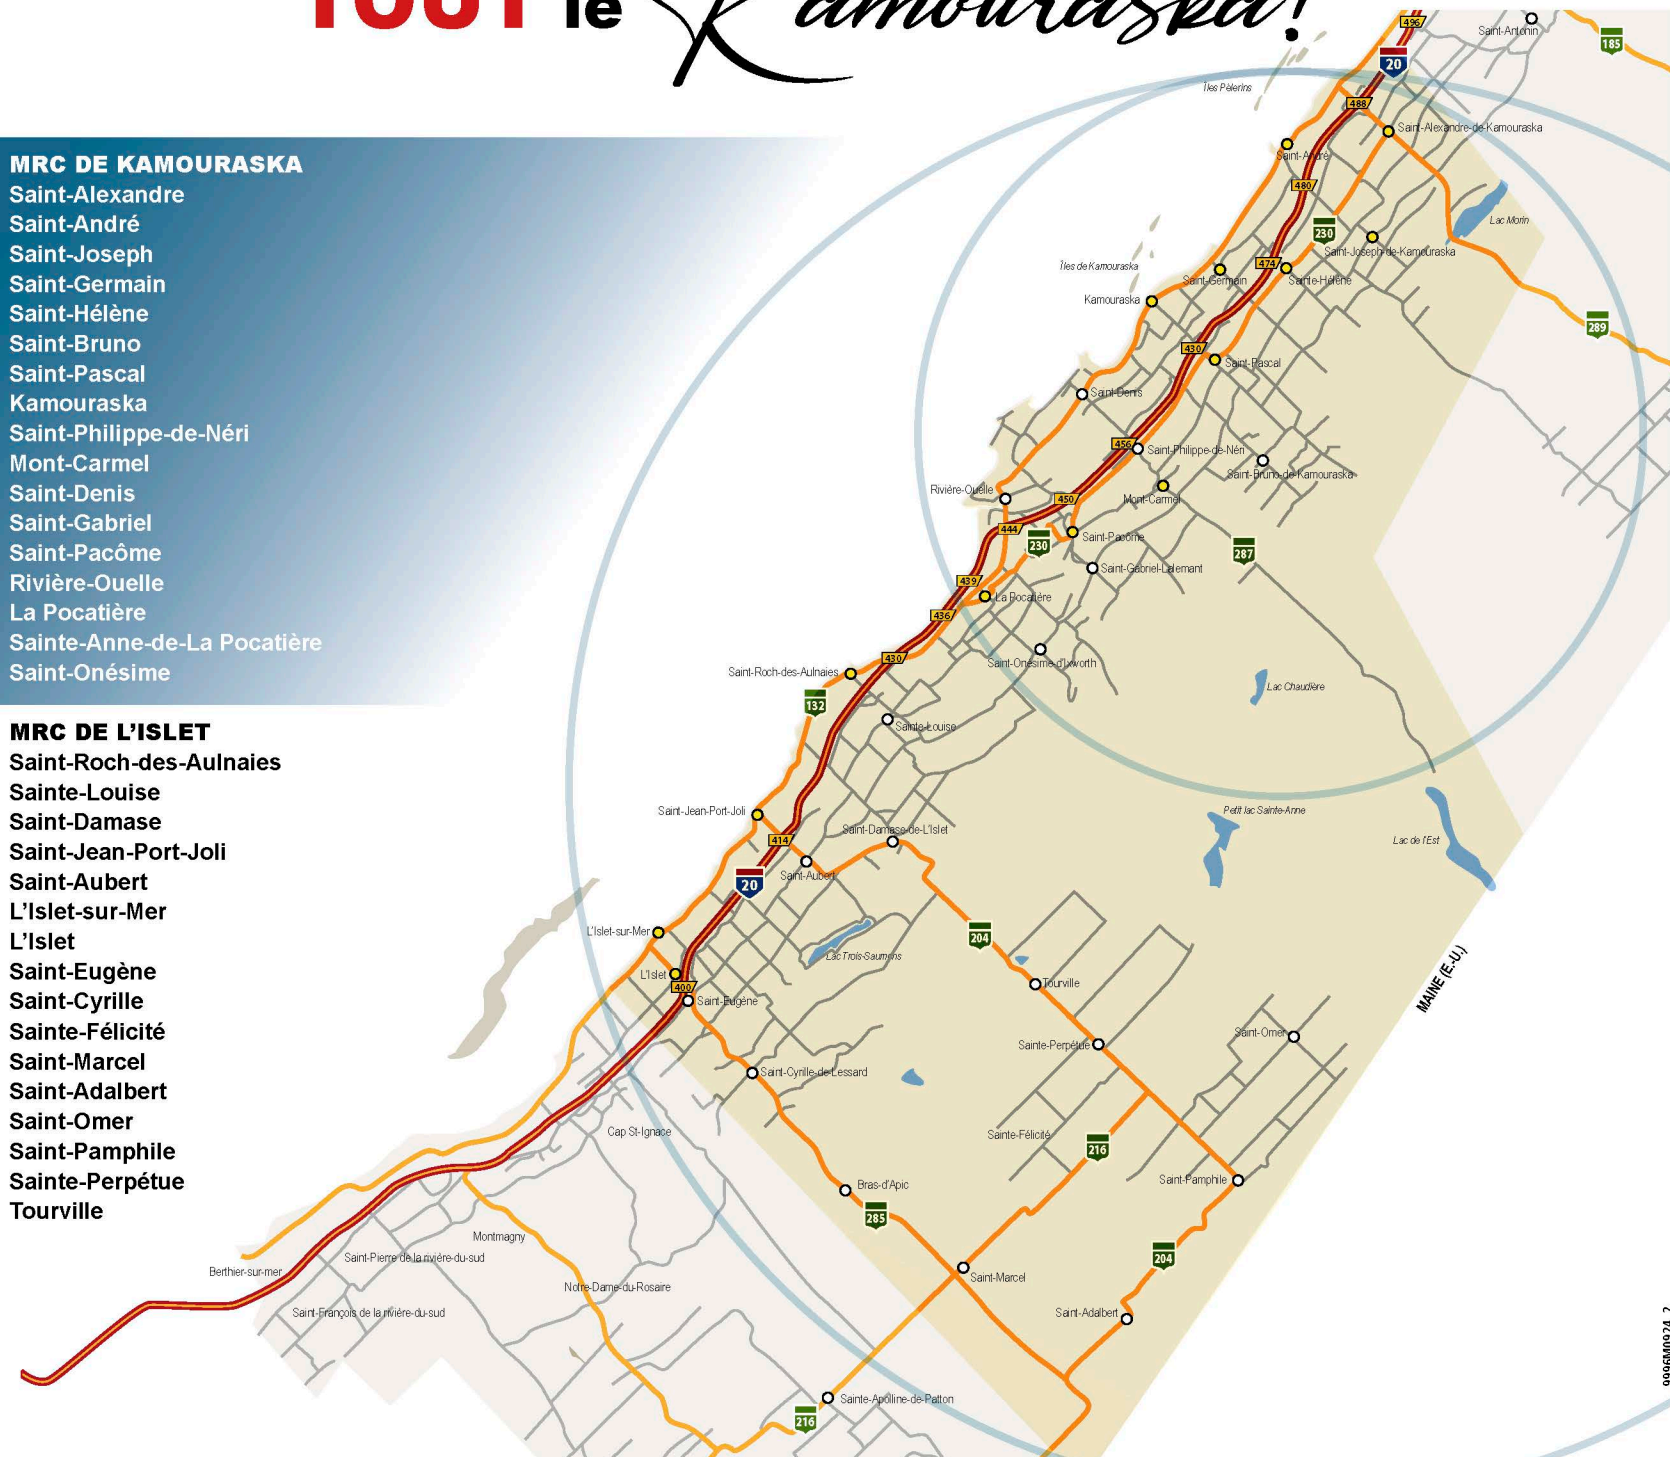 TOUT le Kamouraska!
MRC DE KAMOURASKA
Saint-Alexandre
Saint-André
Saint-Joseph
Saint-Germain
Saint-Hélène
Saint-Bruno
Saint-Pascal
Kamouraska
Saint-Philippe-de-Néri
Mont-Carmel
Saint-Denis
Saint-Gabriel
Saint-Pacôme
Rivière-Ouelle
La Pocatière
Sainte-Anne-de-La Pocatière
Saint-Onésime
MRC DE L'ISLET
Saint-Roch-des-Aulnaies
Sainte-Louise
Saint-Damase
Saint-Jean-Port-Joli
Saint-Aubert
L'Islet-sur-Mer
L'Islet
Saint-Eugène
Saint-Cyrille
Sainte-Félicité
Saint-Marcel
Saint-Adalbert
Saint-Omer
Saint-Pamphile
Sainte-Perpétue
Tourville
496
Saint-Antonin
185
20
Îles Pèlerins
488
Saint-Alexandre-de-Kamouraska
Saint-André
480
Lac Morin
230
Saint-Joseph-de-Kamouraska
Îles de Kamouraska
474
Saint-Germain
Sainte-Hélène
Kamouraska
289
430
Saint-Pascal
Saint-Denis
456
Saint-Philippe-de-Néri
Saint-Bruno-de-Kamouraska
Rivière-Ouelle
450
Mont-Carmel
444
230
Saint-Pacôme
287
Saint-Gabriel-Lalemant
439
La Pocatière
436
430
Saint-Onésime-d'Ixworth
Saint-Roch-des-Aulnaies
Lac Chaudière
132
Sainte-Louise
Saint-Jean-Port-Joli
Petit lac Sainte-Anne
414
Saint-Damase-de-L'Islet
Lac de l'Est
Saint-Aubert
20
L'Islet-sur-Mer
204
Lac Trois-Saumons
MAINE (E.-U.)
L'Islet
400
Tourville
Saint-Eugène
Saint-Omer
Sainte-Perpétue
Saint-Cyrille-de-Lessard
Cap St-Ignace
Sainte-Félicité
216
Saint-Pamphile
Bras-d'Apic
285
Montmagny
Saint-Pierre de la rivière-du-sud
204
Berthier-sur-mer
Notre-Dame-du-Rosaire
Saint-Marcel
Saint-François de la rivière-du-sud
Saint-Adalbert
Sainte-Apolline-de-Patton
216
9996M0924_2